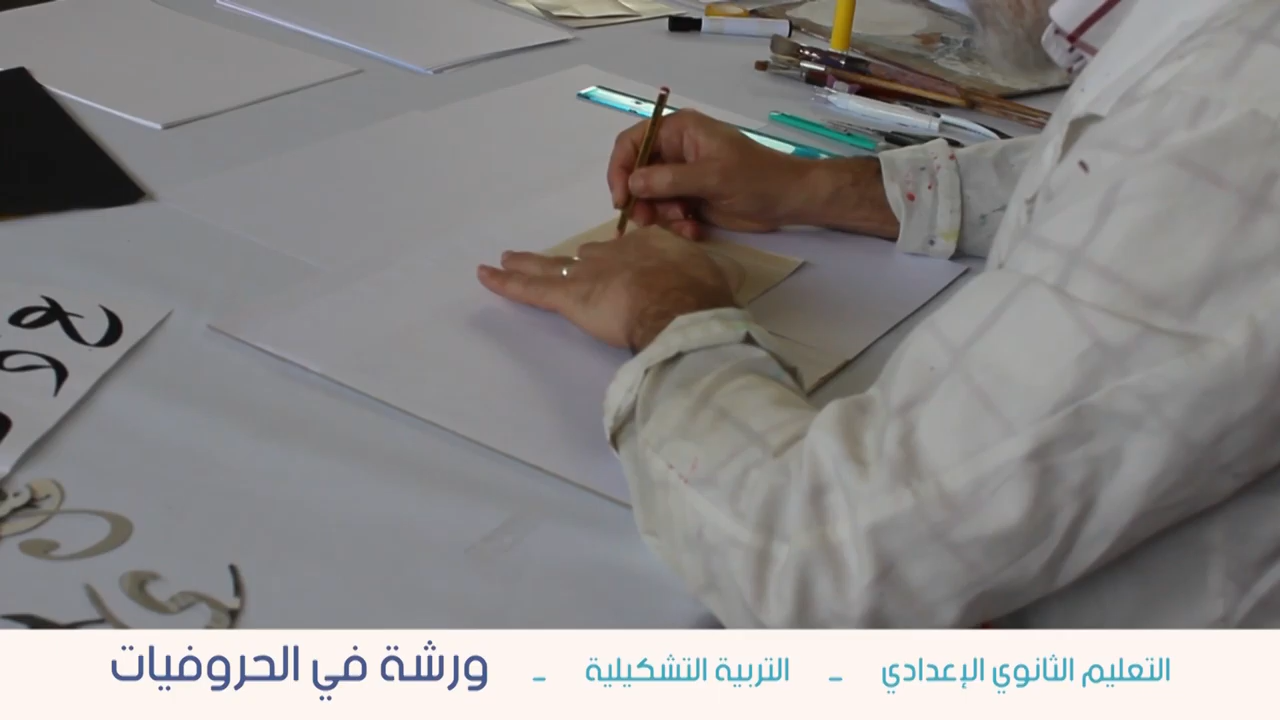 التعليم الثانوي الإعدادي - التربية التشكيلية - ورشة في الحروفيات